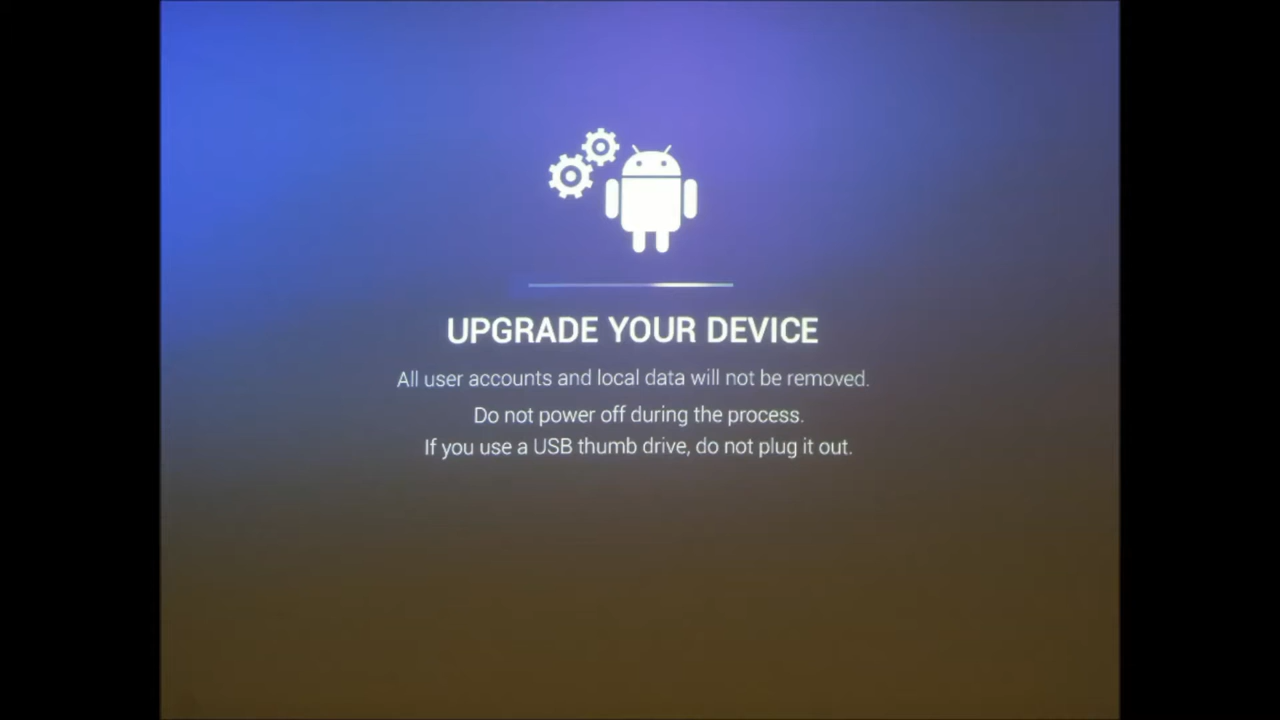 UPGRADE YOUR DEVICE
All user accounts and local data will not be removed.
Do not power off during the process.
If you use a USB thumb drive, do not plug it out.